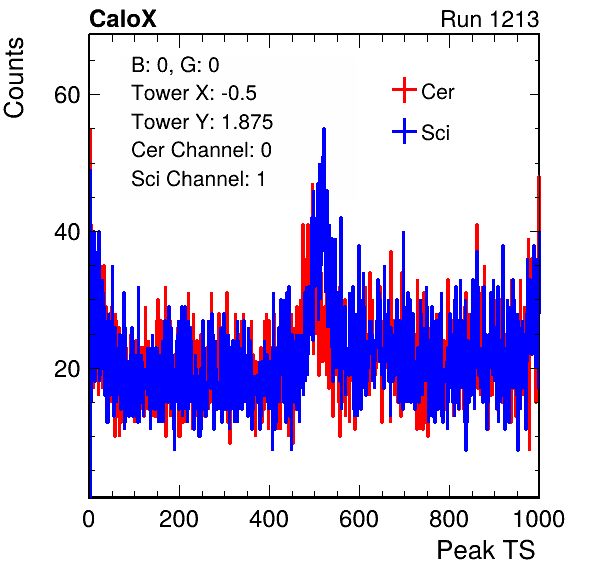 CaloX Run 1213
Counts
B: 0, G: 0
Tower X: -0.5
Tower Y: 1.875
Cer Channel: 0
Sci Channel: 1
Cer
Sci
60
40
20
0 200 400 600 800 1000
Peak TS